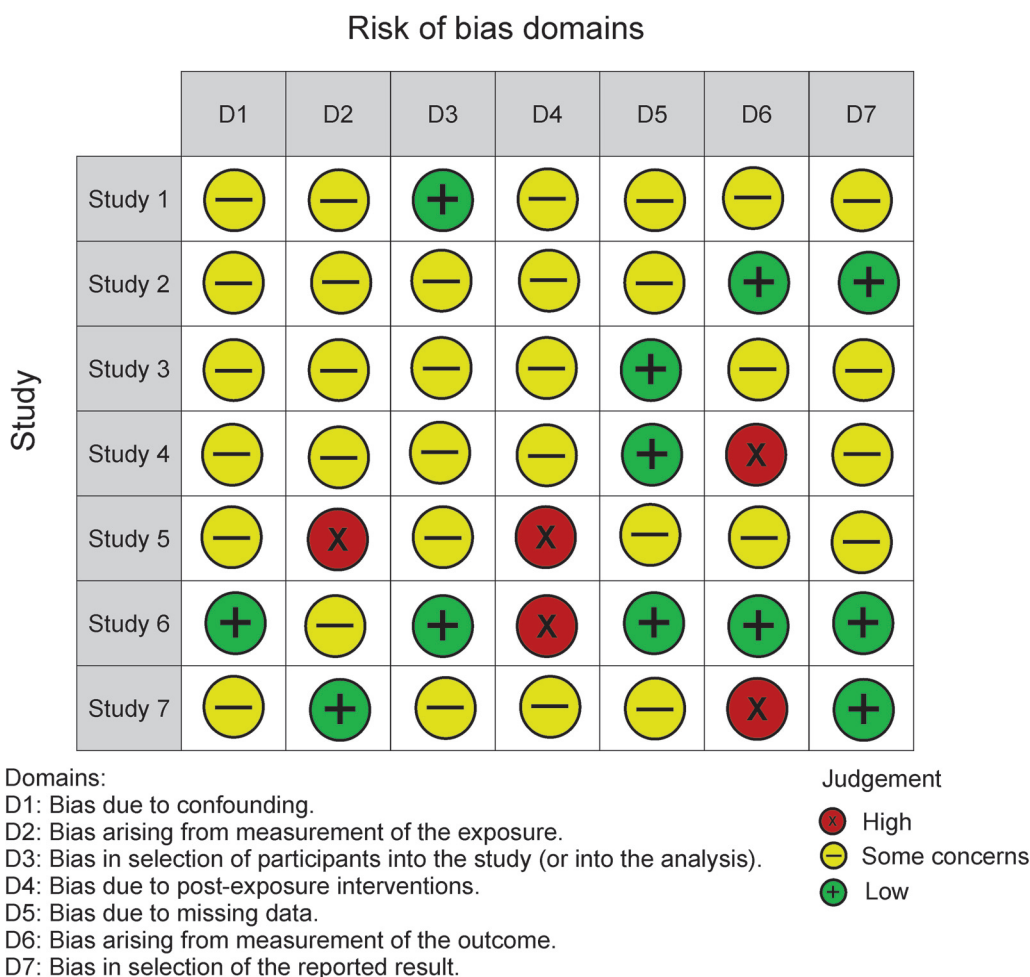 Risk of bias domains
D1 D2 D3 D4 D5 D6 D7
Study
Study 1 — — + — — — —
Study 2 — — — — — + +
Study 3 — — — — + — —
Study 4 — — — — + X —
Study 5 — X — X — — —
Study 6 + — + X + + +
Study 7 — + — — — X +
Domains:
D1: Bias due to confounding.
D2: Bias arising from measurement of the exposure.
D3: Bias in selection of participants into the study (or into the analysis).
D4: Bias due to post-exposure interventions.
D5: Bias due to missing data.
D6: Bias arising from measurement of the outcome.
D7: Bias in selection of the reported result.
Judgement
X High
— Some concerns
+ Low